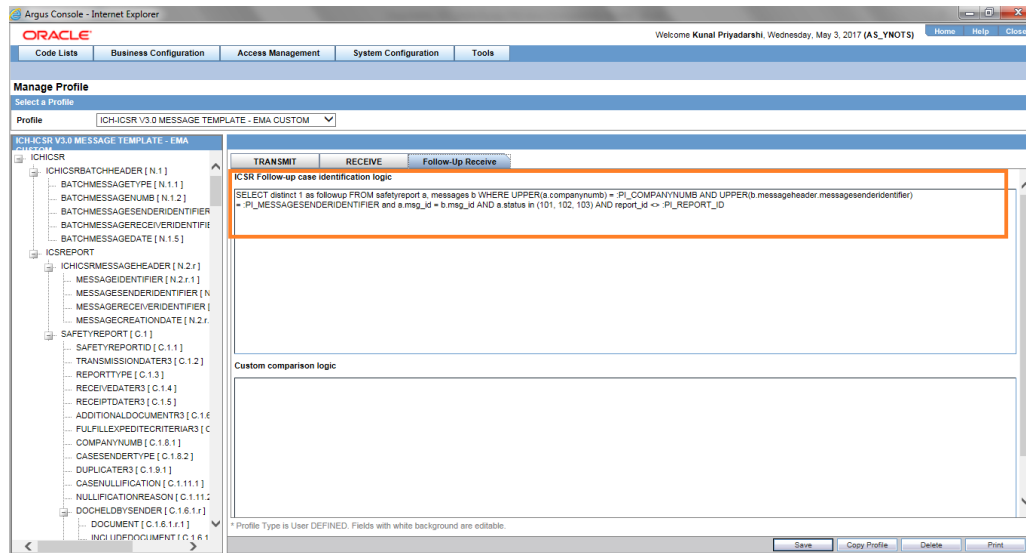 Argus Console - Internet Explorer
ORACLE
Welcome Kunal Priyadarshi, Wednesday, May 3, 2017 (AS_YNOTS)
Home Help Close
Code Lists Business Configuration Access Management System Configuration Tools
Manage Profile
Select a Profile
Profile ICH-ICSR V3.0 MESSAGE TEMPLATE - EMA CUSTOM
ICH-ICSR V3.0 MESSAGE TEMPLATE - EMA
CUSTOM
ICHICSR
ICHICSRBATCHHEADER [ N.1 ]
BATCHMESSAGETYPE [ N.1.1 ]
BATCHMESSAGENUMB [ N.1.2 ]
BATCHMESSAGESENDERIDENTIFIER
BATCHMESSAGERECEIVERIDENTIFIE
BATCHMESSAGEDATE [ N.1.5 ]
ICSREPORT
ICHICSRMESSAGEHEADER [ N.2.r ]
MESSAGEIDENTIFIER [ N.2.r.1 ]
MESSAGESENDERIDENTIFIER [ N
MESSAGERECEIVERIDENTIFIER [
MESSAGECREATIONDATE [ N.2.r.
SAFETYREPORT [ C.1 ]
SAFETYREPORTID [ C.1.1 ]
TRANSMISSIONDATER3 [ C.1.2 ]
REPORTTYPE [ C.1.3 ]
RECEIVEDATER3 [ C.1.4 ]
RECEIPTDATER3 [ C.1.5 ]
ADDITIONALDOCUMENTR3 [ C.1.6
FULFILLEXPEDITECRITERIAR3 [ C
COMPANYNUMB [ C.1.8.1 ]
CASESENDERTYPE [ C.1.8.2 ]
DUPLICATER3 [ C.1.9.1 ]
CASENULLIFICATION [ C.1.11.1 ]
NULLIFICATIONREASON [ C.1.11.2
DOCHELDBYSENDER [ C.1.6.1.r ]
DOCUMENT [ C.1.6.1.r.1 ]
INCLUDEDOCUMENT [ C.1.6.1
TRANSMIT RECEIVE Follow-Up Receive
ICSR Follow-up case identification logic
SELECT distinct 1 as followup FROM safetyreport a, messages b WHERE UPPER(a.companynumb) = :PI_COMPANYNUMB AND UPPER(b.messageheader.messagesenderidentifier)
= :PI_MESSAGESENDERIDENTIFIER and a.msg_id = b.msg_id AND a.status in (101, 102, 103) AND report_id <> :PI_REPORT_ID
Custom comparison logic
* Profile Type is User DEFINED. Fields with white background are editable.
Save Copy Profile Delete Print